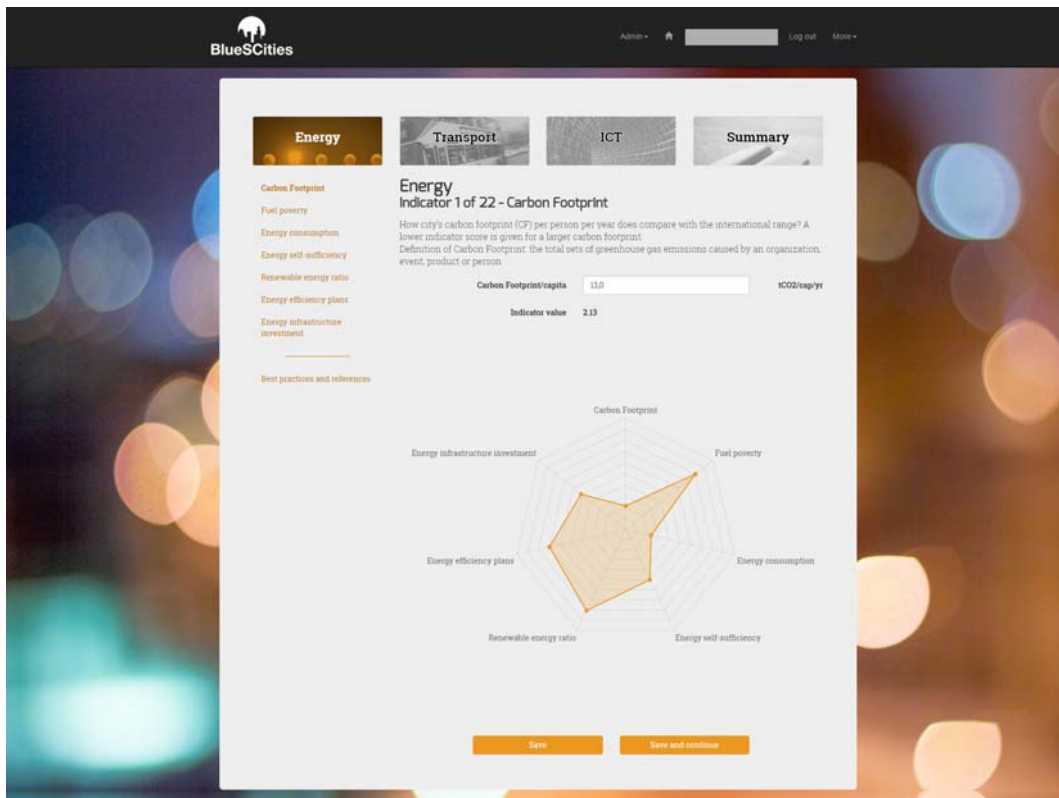 BlueSCities
Admin
Log out
More
Energy
Transport
ICT
Summary
Carbon Footprint
Fuel poverty
Energy consumption
Energy self-sufficiency
Renewable energy ratio
Energy efficiency plans
Energy infrastructure
investment
Best practices and references
Energy
Indicator 1 of 22 - Carbon Footprint
How city's carbon footprint (CF) per person per year does compare with the international range? A
lower indicator score is given for a larger carbon footprint.
Definition of Carbon Footprint: the total sets of greenhouse gas emissions caused by an organization,
event, product or person
Carbon Footprint/capita
13,0
tCO2/cap/yr
Indicator value
2.13
Carbon Footprint
Energy infrastructure investment
Fuel poverty
Energy efficiency plans
Energy consumption
Renewable energy ratio
Energy self-sufficiency
Save
Save and continue